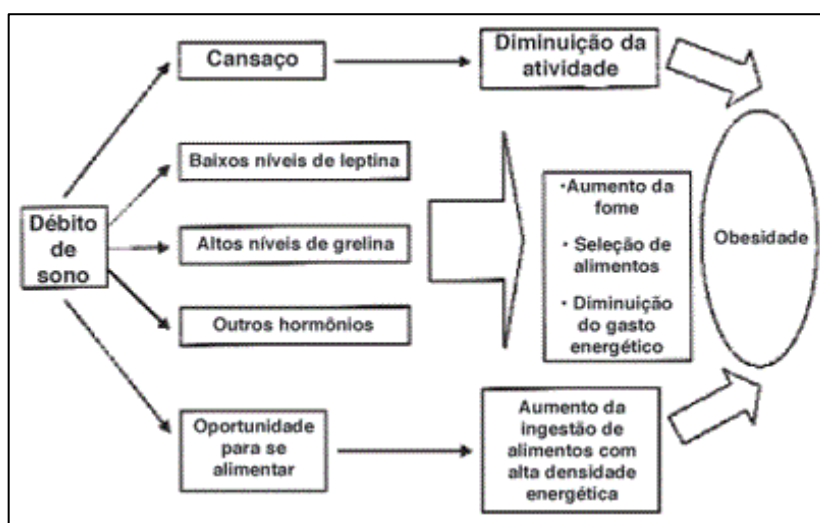 Cansaço
Diminuição da
atividade
Baixos níveis de leptina
Débito
de
sono
Altos níveis de grelina
Outros hormônios
•Aumento da
fome
• Seleção de
alimentos
• Diminuição
do gasto
energético
Obesidade
Oportunidade
para se
alimentar
Aumento da
ingestão de
alimentos com
alta densidade
energética